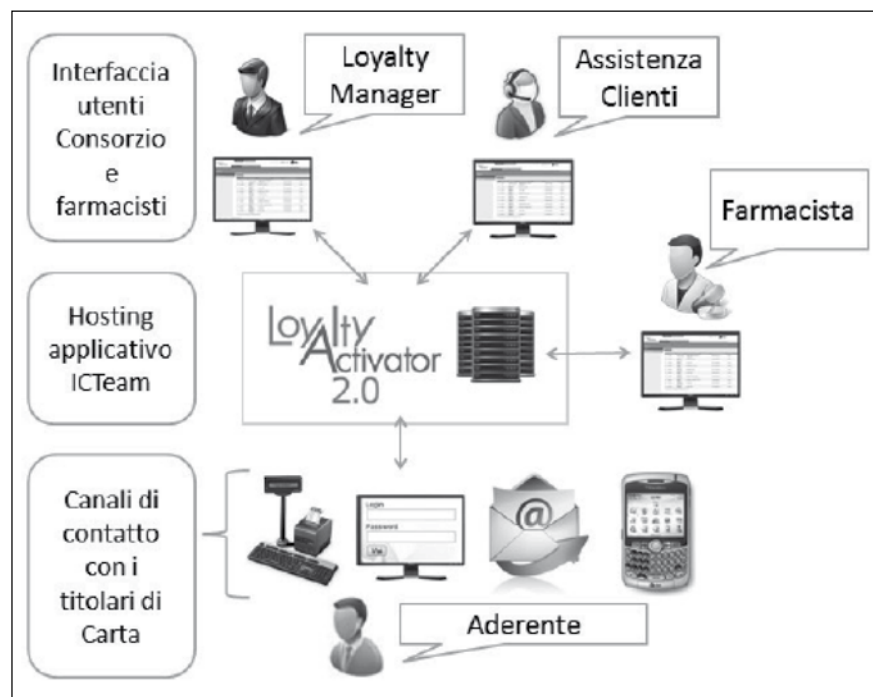 Interfaccia
utenti
Consorzio
e
farmacisti
Loyalty
Manager
Assistenza
Clienti
Farmacista
Hosting
applicativo
ICTeam
Loyalty
Activator
2.0
Canali di
contatto
con i
titolari di
Carta
Login
Password
@
Aderente